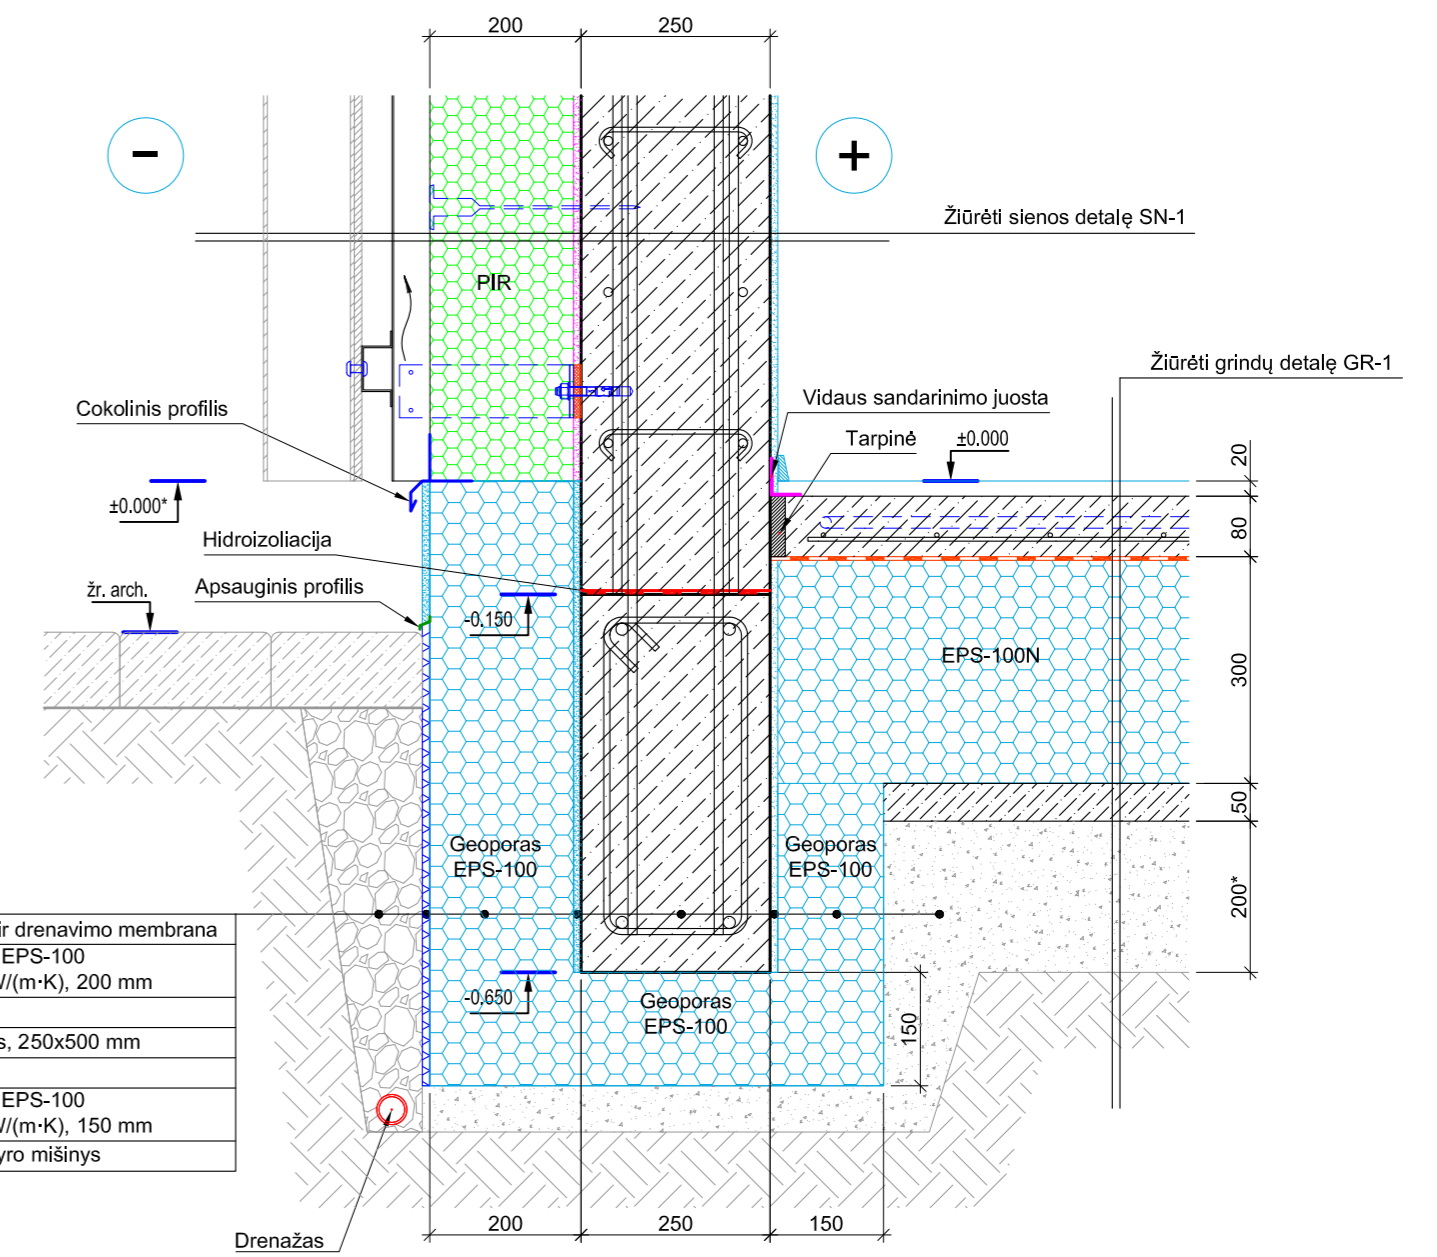 200
250
−
+
Žiūrėti sienos detalę SN-1
PIR
Žiūrėti grindų detalę GR-1
Cokolinis profilis
Vidaus sandarinimo juosta
Tarpinė
±0.000
20
±0.000*
80
Hidroizoliacija
žr. arch.
Apsauginis profilis
-0.150
EPS-100N
300
50
Geoporas
EPS-100
Geoporas
EPS-100
200*
ir drenavimo membrana
EPS-100
W/(m·K), 200 mm
-0.650
Geoporas
EPS-100
150
s, 250x500 mm
EPS-100
W/(m·K), 150 mm
yro mišinys
200
250
150
Drenažas